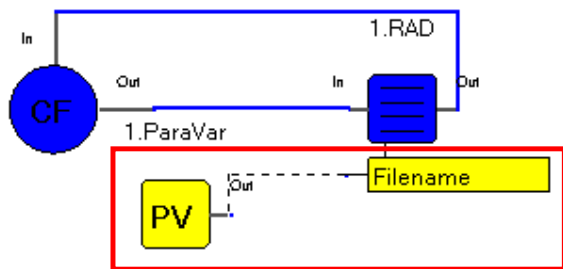 1.RAD
In
Out
In
Out
CF
1.ParaVar
Filename
Out
PV